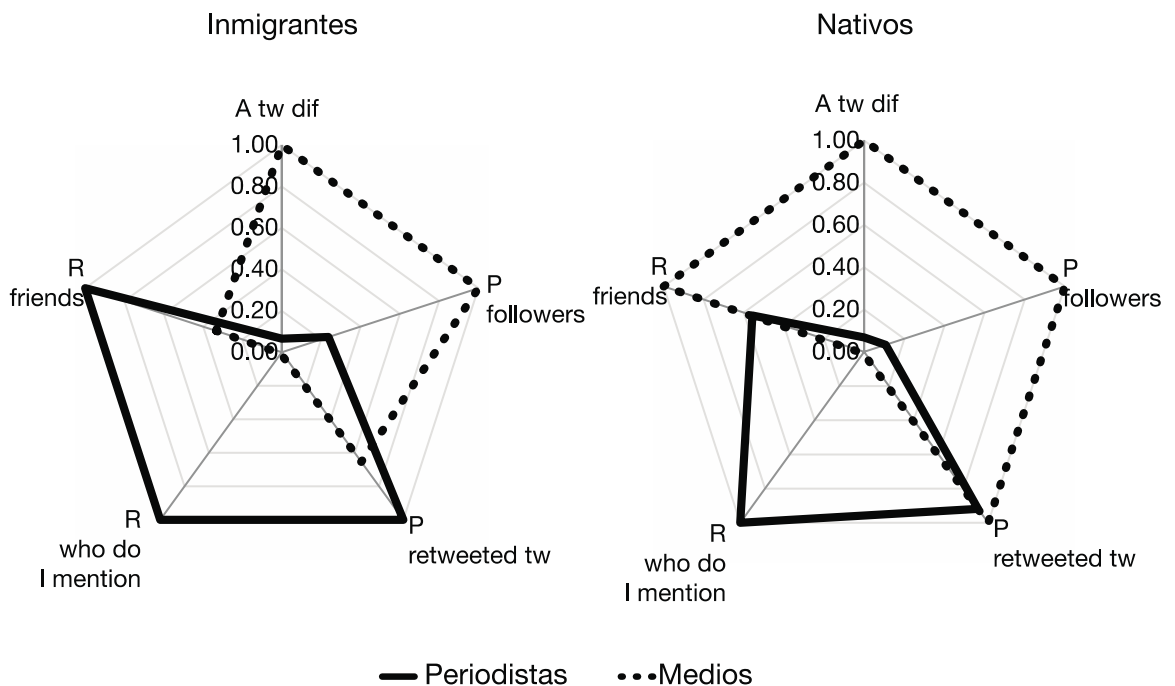 Inmigrantes
A tw dif
1.00
0.80
0.60
0.40
0.20
0.00
P
followers
P
retweeted tw
R
who do
I mention
R
friends
Nativos
A tw dif
1.00
0.80
0.60
0.40
0.20
0.00
P
followers
P
retweeted tw
R
who do
I mention
R
friends
Periodistas
Medios